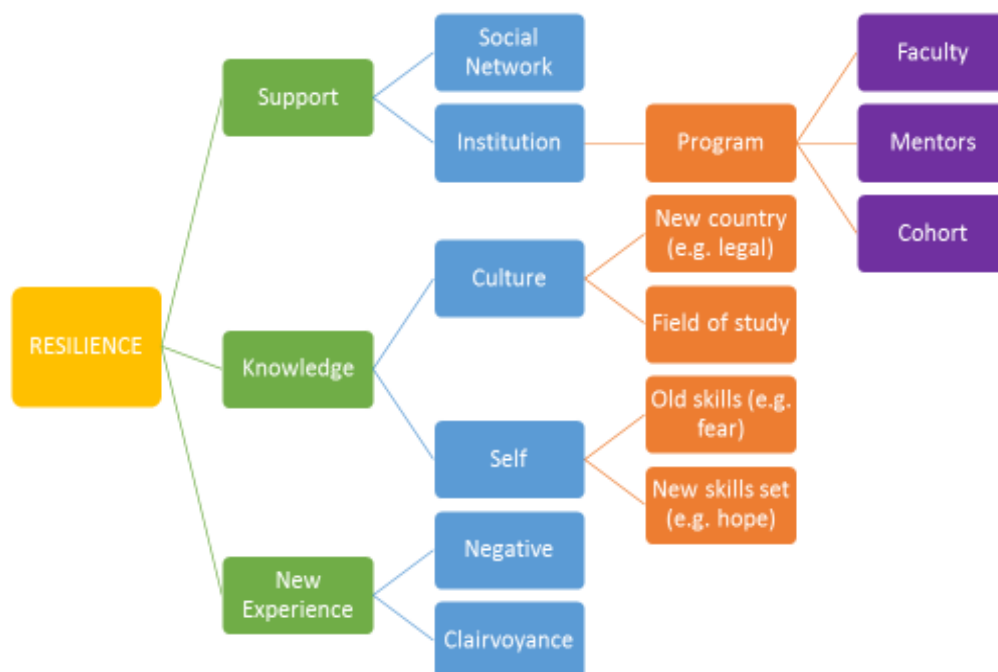 RESILIENCE
Support
Social
Network
Institution
Program
Faculty
Mentors
Cohort
Knowledge
Culture
New country
(e.g. legal)
Field of study
Self
Old skills (e.g.
fear)
New skills set
(e.g. hope)
New
Experience
Negative
Clairvoyance